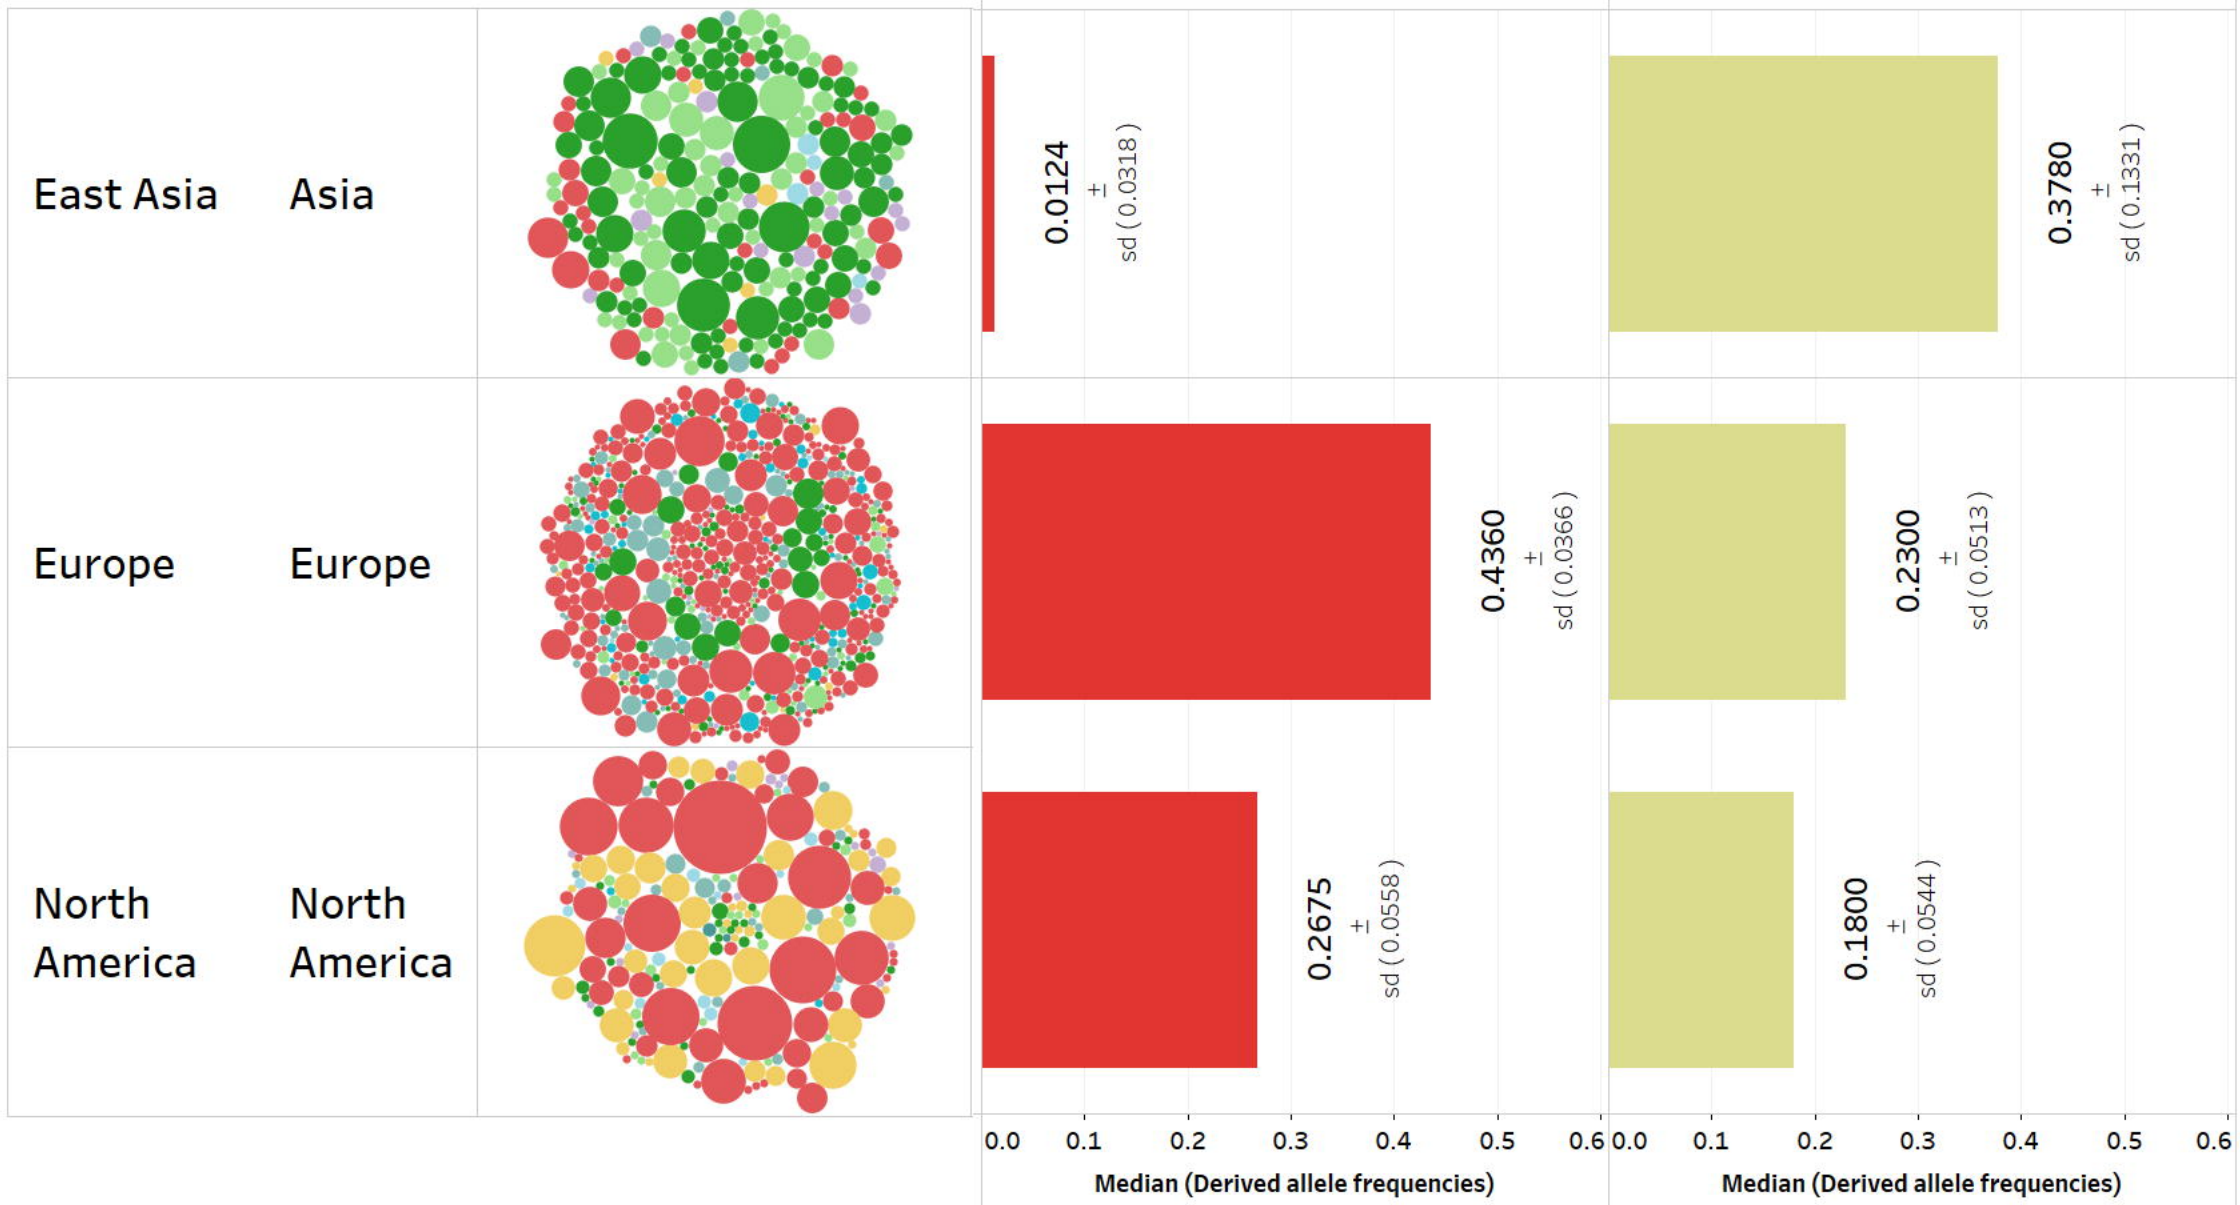 East Asia
Asia
0.0124
±
sd ( 0.0318 )
0.3780
±
sd ( 0.1331 )
Europe
Europe
0.4360
±
sd ( 0.0366 )
0.2300
±
sd ( 0.0513 )
North
America
North
America
0.2675
±
sd ( 0.0558 )
0.1800
±
sd ( 0.0544 )
0.0 0.1 0.2 0.3 0.4 0.5 0.6
0.0 0.1 0.2 0.3 0.4 0.5 0.6
Median (Derived allele frequencies)
Median (Derived allele frequencies)